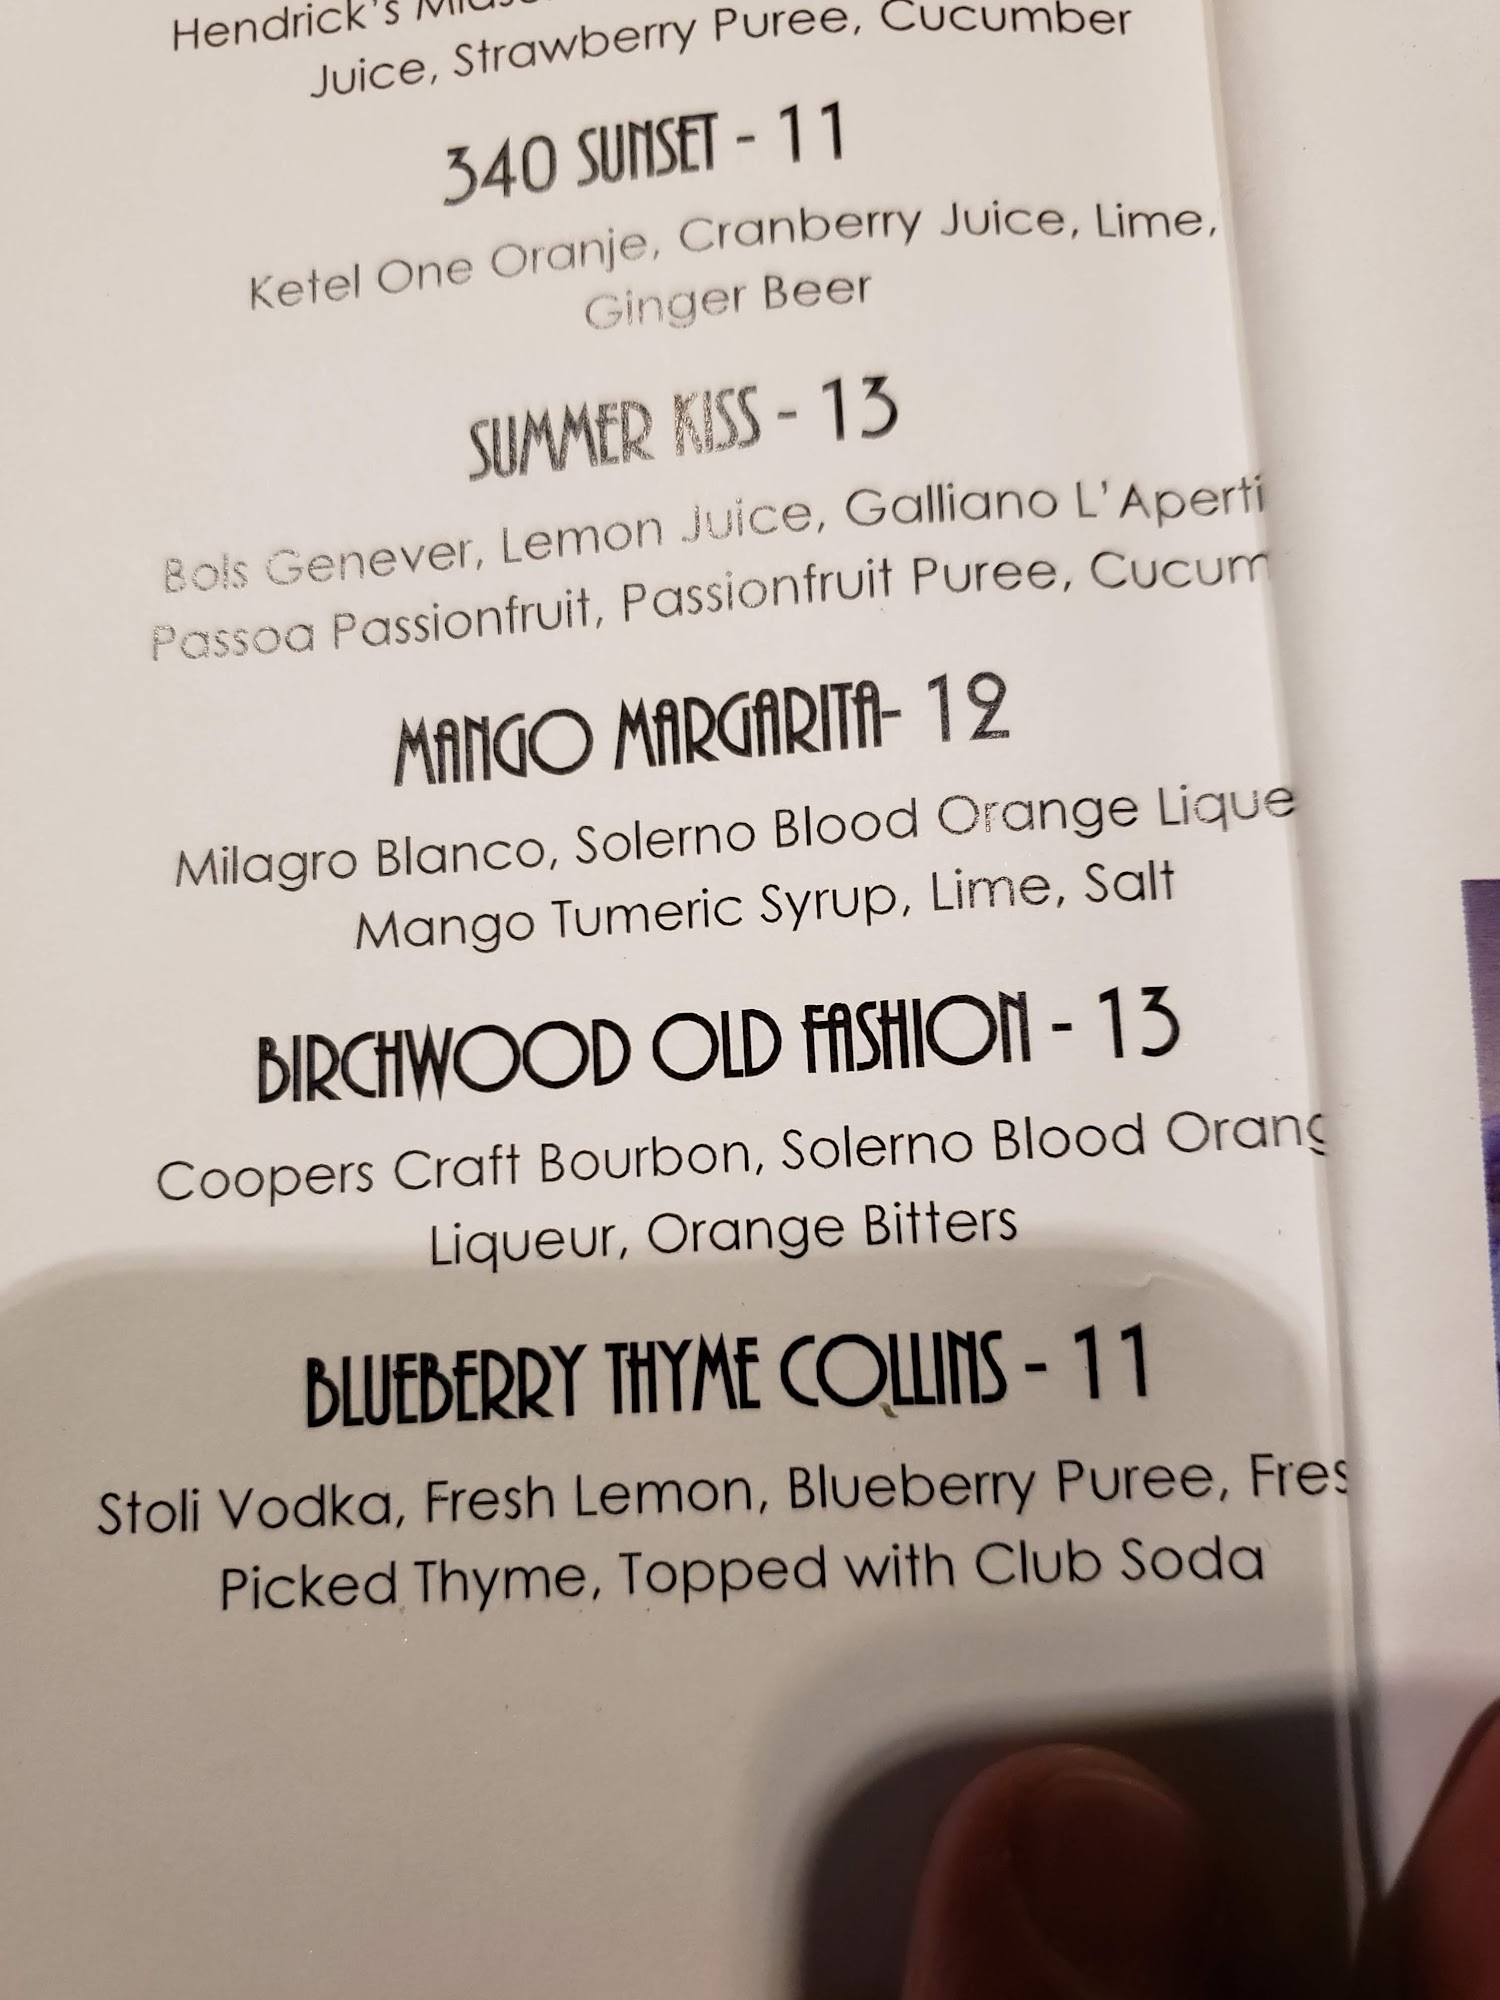 Hendrick's
Juice, Strawberry Puree, Cucumber
340 SUNSET - 11
Ketel One Oranje, Cranberry Juice, Lime,
Ginger Beer
SUMMER KISS - 13
Bols Genever, Lemon Juice, Galliano L'Aperti
Passoa Passionfruit, Passionfruit Puree, Cucum
MANGO MARGARITA- 12
Milagro Blanco, Solerno Blood Orange Lique
Mango Tumeric Syrup, Lime, Salt
BIRCHWOOD OLD FASHION - 13
Coopers Craft Bourbon, Solerno Blood Orang
Liqueur, Orange Bitters
BLUEBERRY THYME COLLINS - 11
Stoli Vodka, Fresh Lemon, Blueberry Puree, Fres
Picked Thyme, Topped with Club Soda